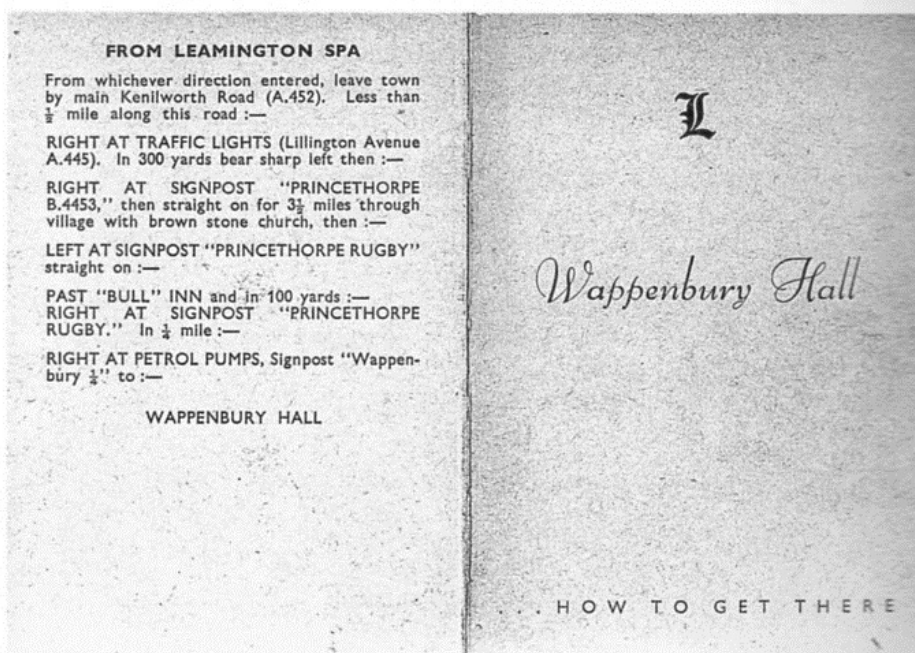 FROM LEAMINGTON SPA
From whichever direction entered, leave town
by main Kenilworth Road (A.452). Less than
½ mile along this road :—
RIGHT AT TRAFFIC LIGHTS (Lillington Avenue
A.445). In 300 yards bear sharp left then :—
RIGHT AT SIGNPOST "PRINCETHORPE
B.4453," then straight on for 3½ miles through
village with brown stone church, then :—
LEFT AT SIGNPOST "PRINCETHORPE RUGBY"
straight on :—
PAST "BULL" INN and in 100 yards :—
RIGHT AT SIGNPOST "PRINCETHORPE
RUGBY." In ¼ mile :—
RIGHT AT PETROL PUMPS, Signpost "Wappen-
bury ¼" to :—
WAPPENBURY HALL
L
Wappenbury Hall
...HOW TO GET THERE